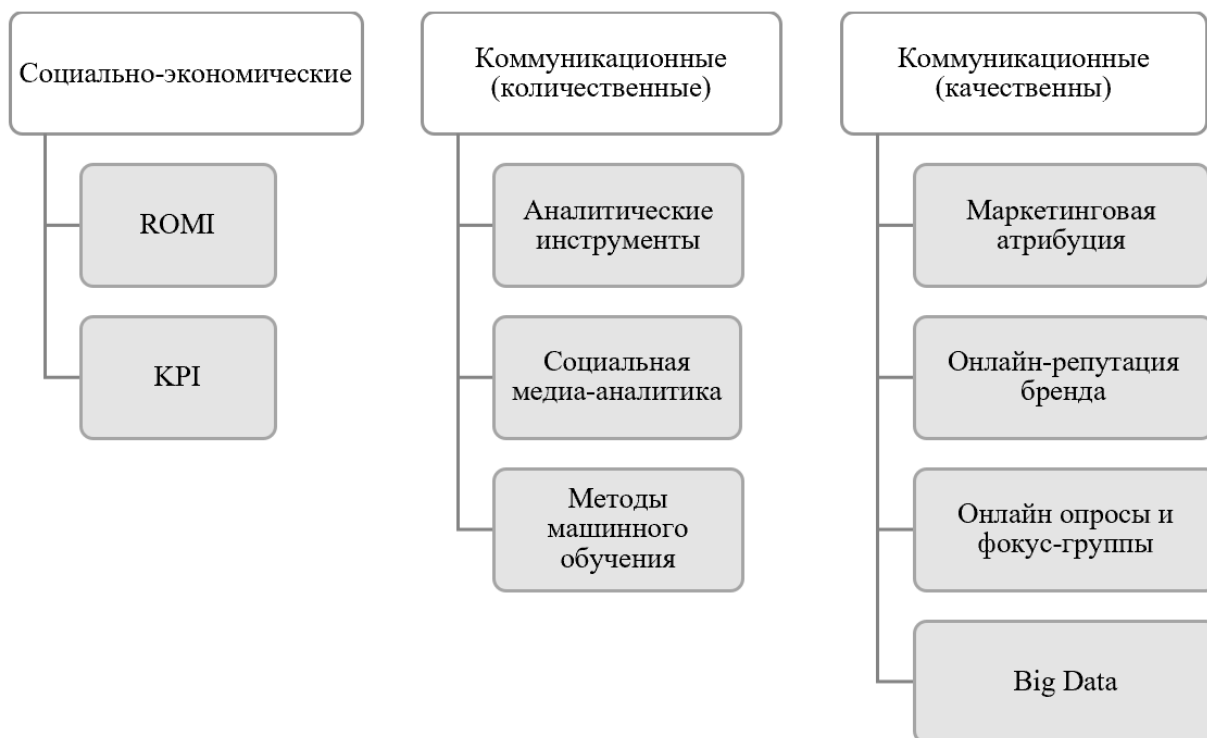 Социально-экономические
ROMI
KPI
Коммуникационные
(количественные)
Аналитические
инструменты
Социальная
медиа-аналитика
Методы
машинного
обучения
Коммуникационные
(качественны)
Маркетинговая
атрибуция
Онлайн-репутация
бренда
Онлайн опросы и
фокус-группы
Big Data